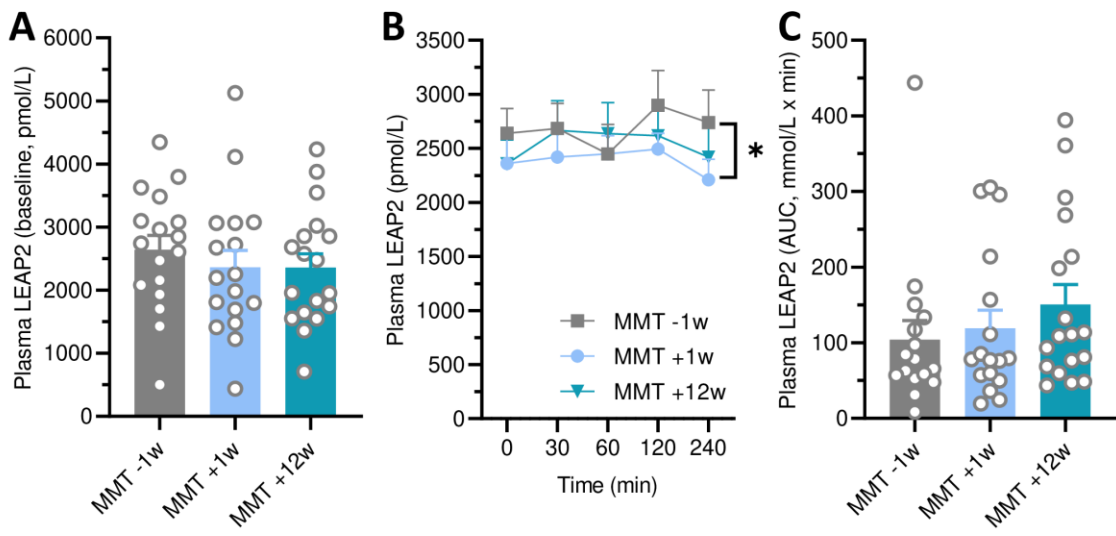 A
Plasma LEAP2 (baseline, pmol/L)
6000
5000
4000
3000
2000
1000
0
MMT -1w
MMT +1w
MMT +12w
B
Plasma LEAP2 (pmol/L)
3500
3000
2500
2000
1500
1000
500
0
*
MMT -1w
MMT +1w
MMT +12w
0 30 60 120 240
Time (min)
C
Plasma LEAP2 (AUC, mmol/L x min)
500
400
300
200
100
0
MMT -1w
MMT +1w
MMT +12w